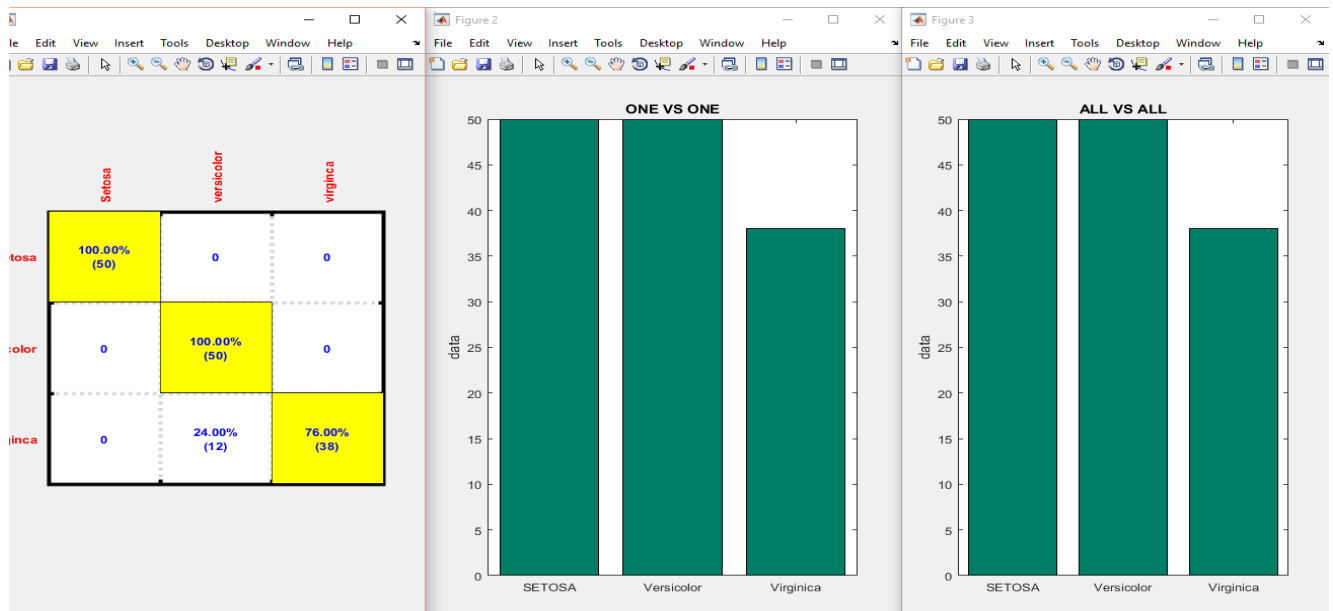 Figure 2
Figure 3
le Edit View Insert Tools Desktop Window Help
File Edit View Insert Tools Desktop Window Help
File Edit View Insert Tools Desktop Window Help
Setosa
versicolor
virginca
tosa
100.00%
(50)
0
0
color
0
100.00%
(50)
0
ginca
0
24.00%
(12)
76.00%
(38)
ONE VS ONE
data
50
45
40
35
30
25
20
15
10
5
0
SETOSA
Versicolor
Virginica
ALL VS ALL
data
50
45
40
35
30
25
20
15
10
5
0
SETOSA
Versicolor
Virginica